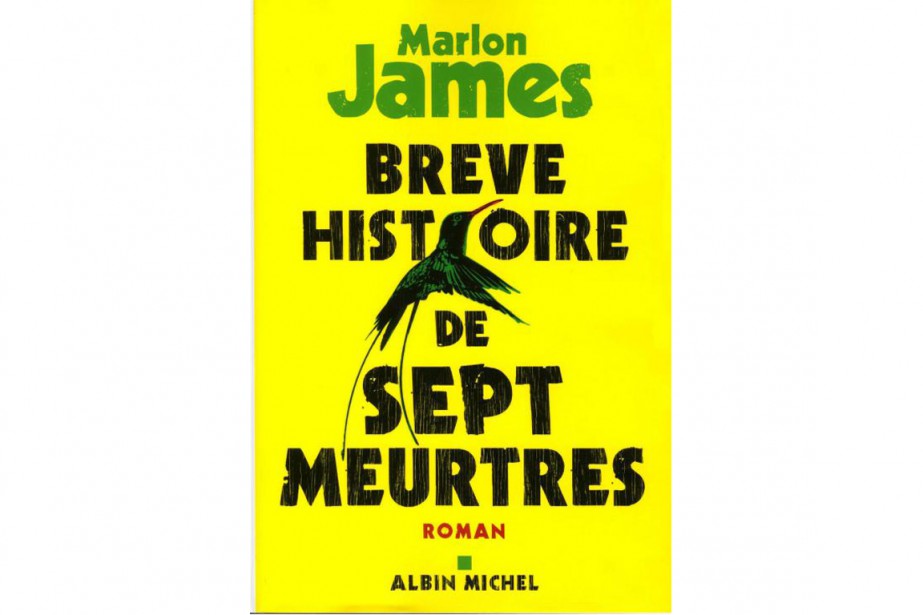 Marlon
James
BREVE
HISTOIRE
DE
SEPT
MEURTRES
ROMAN
ALBIN MICHEL